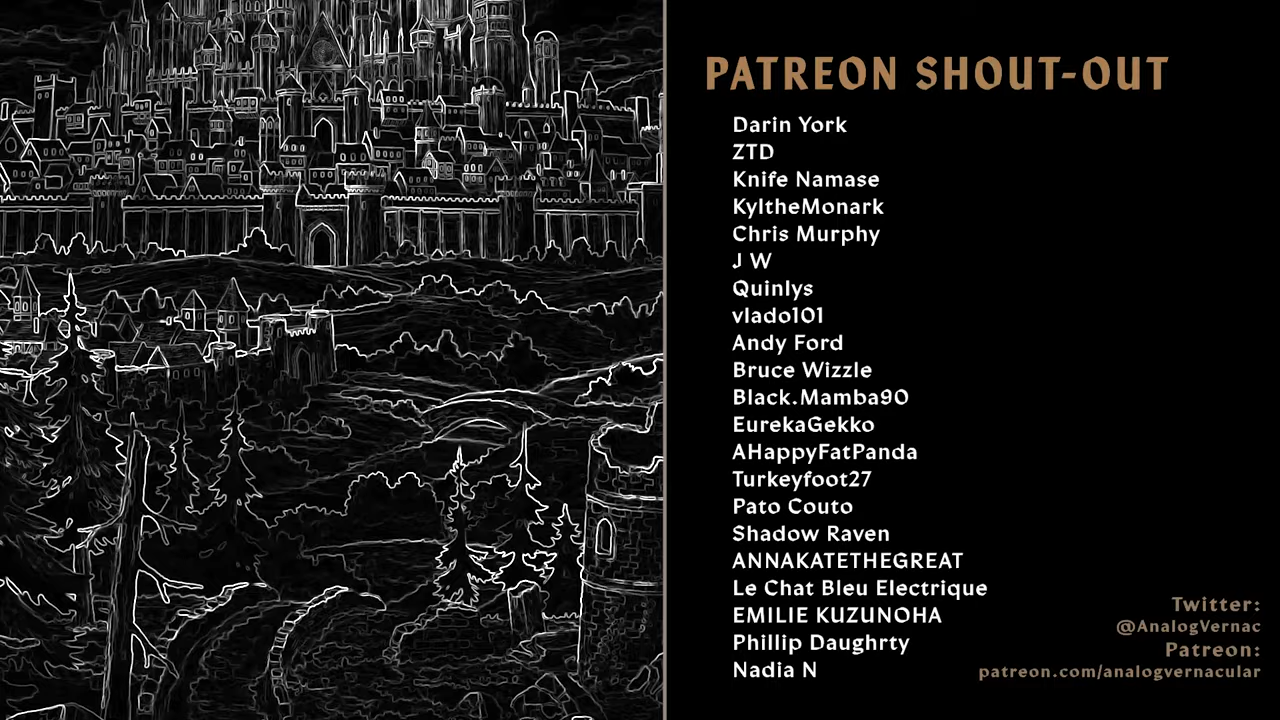 PATREON SHOUT-OUT
Darin York
ZTD
Knife Namase
KyltheMonark
Chris Murphy
J W
Quinlys
vlado101
Andy Ford
Bruce Wizzle
Black.Mamba90
EurekaGekko
AHappyFatPanda
Turkeyfoot27
Pato Couto
Shadow Raven
ANNAKATETHEGREAT
Le Chat Bleu Electrique
EMILIE KUZUNOHA
Phillip Daughrty
Nadia N
Twitter:
@AnalogVernac
Patreon:
patreon.com/analogvernacular